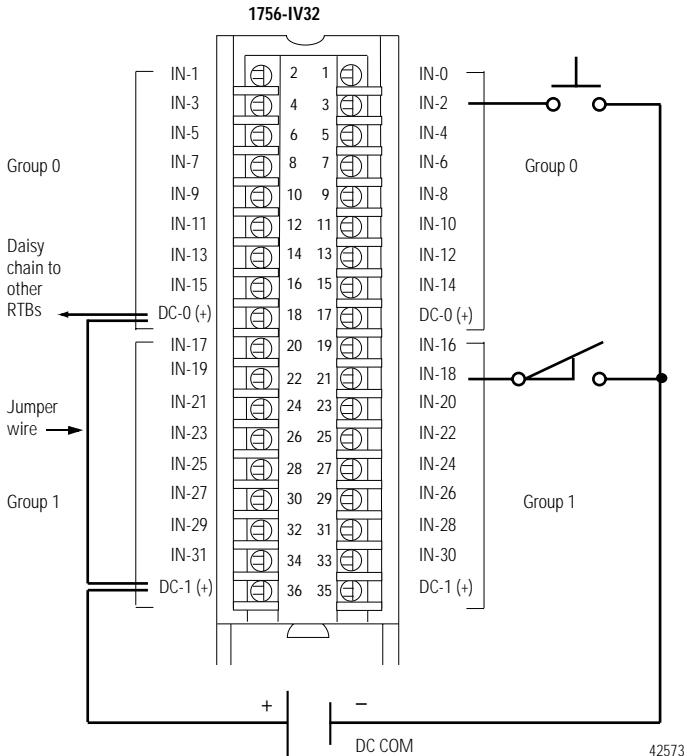 1756-IV32
IN-1 2 1 IN-0
IN-3 4 3 IN-2
IN-5 6 5 IN-4
Group 0 IN-7 8 7 IN-6 Group 0
IN-9 10 9 IN-8
IN-11 12 11 IN-10
Daisy
chain to
other
RTBs
IN-13 14 13 IN-12
IN-15 16 15 IN-14
DC-0 (+) 18 17 DC-0 (+)
IN-17 20 19 IN-16
IN-19 22 21 IN-18
Jumper
wire
IN-21 24 23 IN-20
IN-23 26 25 IN-22
IN-25 28 27 IN-24
Group 1 IN-27 30 29 IN-26 Group 1
IN-29 32 31 IN-28
IN-31 34 33 IN-30
DC-1 (+) 36 35 DC-1 (+)
+ –
DC COM
42573